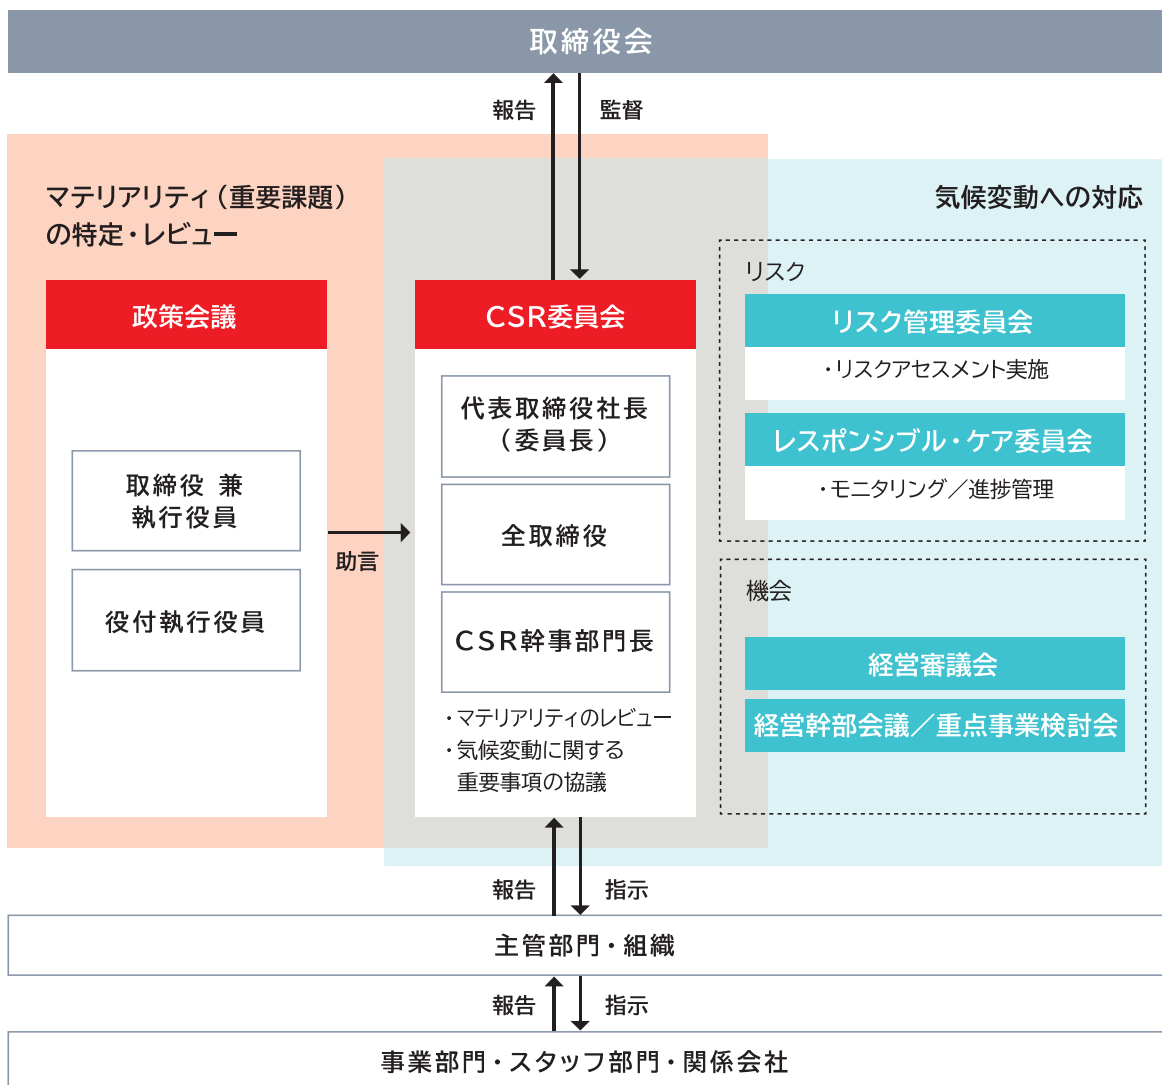 取締役会
報告
監督
マテリアリティ（重要課題）
の特定・レビュー
気候変動への対応
政策会議
取締役 兼
執行役員
役付執行役員
助言
CSR委員会
代表取締役社長
（委員長）
全取締役
CSR幹事部門長
・マテリアリティのレビュー
・気候変動に関する
重要事項の協議
リスク
リスク管理委員会
・リスクアセスメント実施
レスポンシブル・ケア委員会
・モニタリング／進捗管理
機会
経営審議会
経営幹部会議／重点事業検討会
報告
指示
主管部門・組織
報告
指示
事業部門・スタッフ部門・関係会社